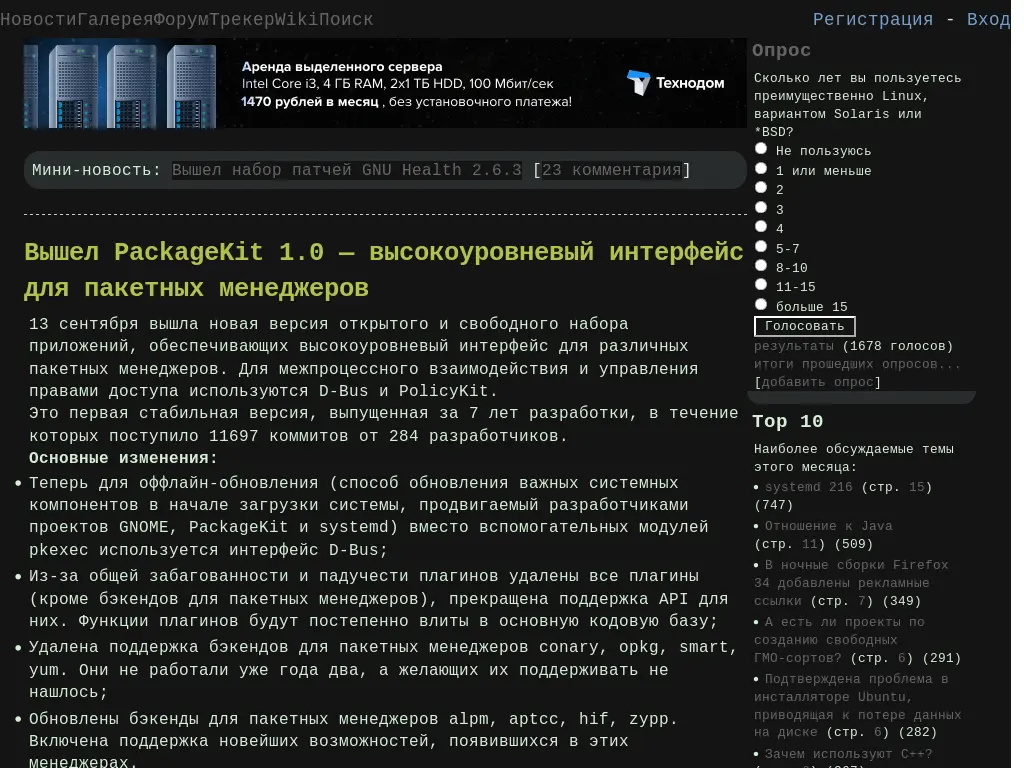 НовостиГалереяФорумТрекерWikiПоиск
Регистрация - Вход
Аренда выделенного сервера
Intel Core i3, 4 ГБ RAM, 2x1 ТБ HDD, 100 Мбит/сек
1470 рублей в месяц , без установочного платежа!
Технодом
Мини-новость: Вышел набор патчей GNU Health 2.6.3 [23 комментария]
Вышел PackageKit 1.0 — высокоуровневый интерфейс
для пакетных менеджеров
13 сентября вышла новая версия открытого и свободного набора
приложений, обеспечивающих высокоуровневый интерфейс для различных
пакетных менеджеров. Для межпроцессного взаимодействия и управления
правами доступа используются D-Bus и PolicyKit.
Это первая стабильная версия, выпущенная за 7 лет разработки, в течение
которых поступило 11697 коммитов от 284 разработчиков.
Основные изменения:
• Теперь для оффлайн-обновления (способ обновления важных системных
компонентов в начале загрузки системы, продвигаемый разработчиками
проектов GNOME, PackageKit и systemd) вместо вспомогательных модулей
pkexec используется интерфейс D-Bus;
• Из-за общей забагованности и падучести плагинов удалены все плагины
(кроме бэкендов для пакетных менеджеров), прекращена поддержка API для
них. Функции плагинов будут постепенно влиты в основную кодовую базу;
• Удалена поддержка бэкендов для пакетных менеджеров conary, opkg, smart,
yum. Они не работали уже года два, а желающих их поддерживать не
нашлось;
• Обновлены бэкенды для пакетных менеджеров alpm, aptcc, hif, zypp.
Включена поддержка новейших возможностей, появившихся в этих
менеджерах.
Опрос
Сколько лет вы пользуетесь
преимущественно Linux,
вариантом Solaris или
*BSD?
Не пользуюсь
1 или меньше
2
3
4
5-7
8-10
11-15
больше 15
Голосовать
результаты (1678 голосов)
итоги прошедших опросов...
[добавить опрос]
Top 10
Наиболее обсуждаемые темы
этого месяца:
• systemd 216 (стр. 15)
(747)
• Отношение к Java
(стр. 11) (509)
• В ночные сборки Firefox
34 добавлены рекламные
ссылки (стр. 7) (349)
• А есть ли проекты по
созданию свободных
ГМО-сортов? (стр. 6) (291)
• Подтверждена проблема в
инсталляторе Ubuntu,
приводящая к потере данных
на диске (стр. 6) (282)
• Зачем используют C++?